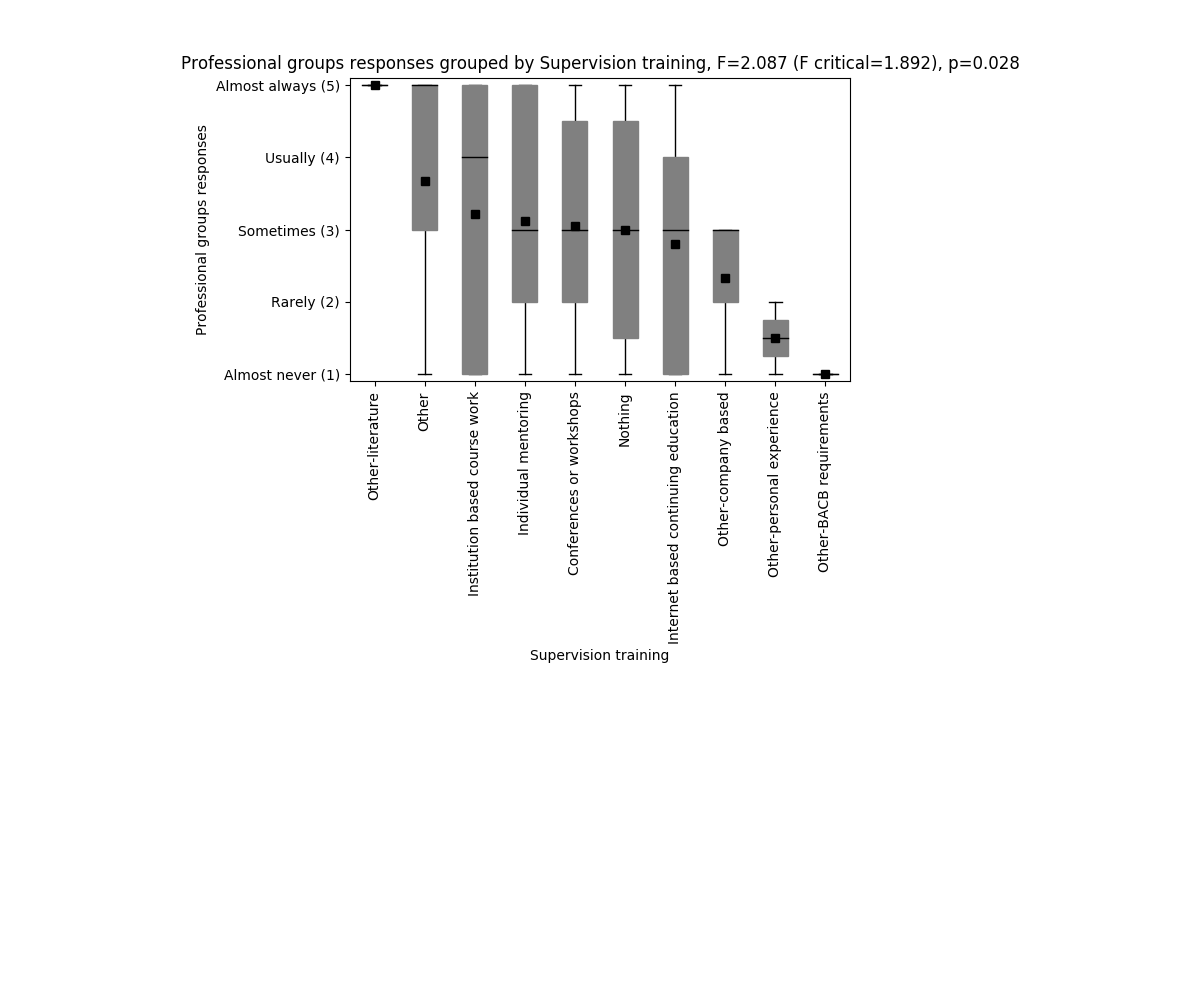 Professional groups responses grouped by Supervision training, F=2.087 (F critical=1.892), p=0.028
Professional groups responses
Almost always (5)
Usually (4)
Sometimes (3)
Rarely (2)
Almost never (1)
Other-literature
Other
Institution based course work
Individual mentoring
Conferences or workshops
Nothing
Internet based continuing education
Other-company based
Other-personal experience
Other-BACB requirements
Supervision training